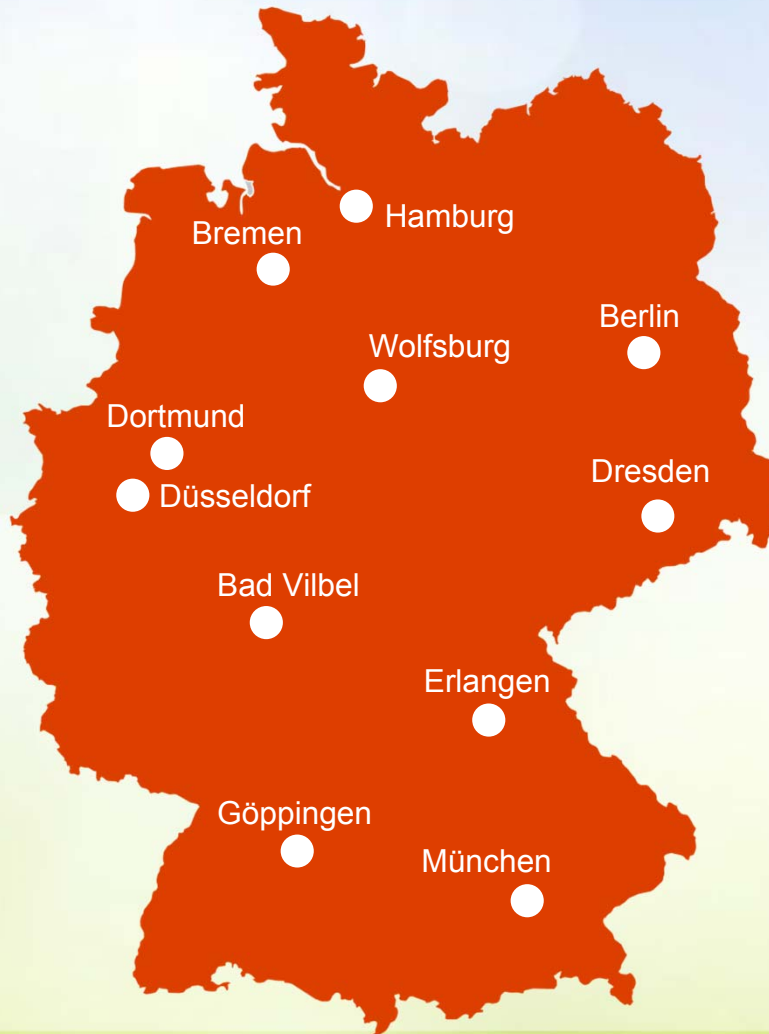 Hamburg
Bremen
Berlin
Wolfsburg
Dortmund
Dresden
Düsseldorf
Bad Vilbel
Erlangen
Göppingen
München